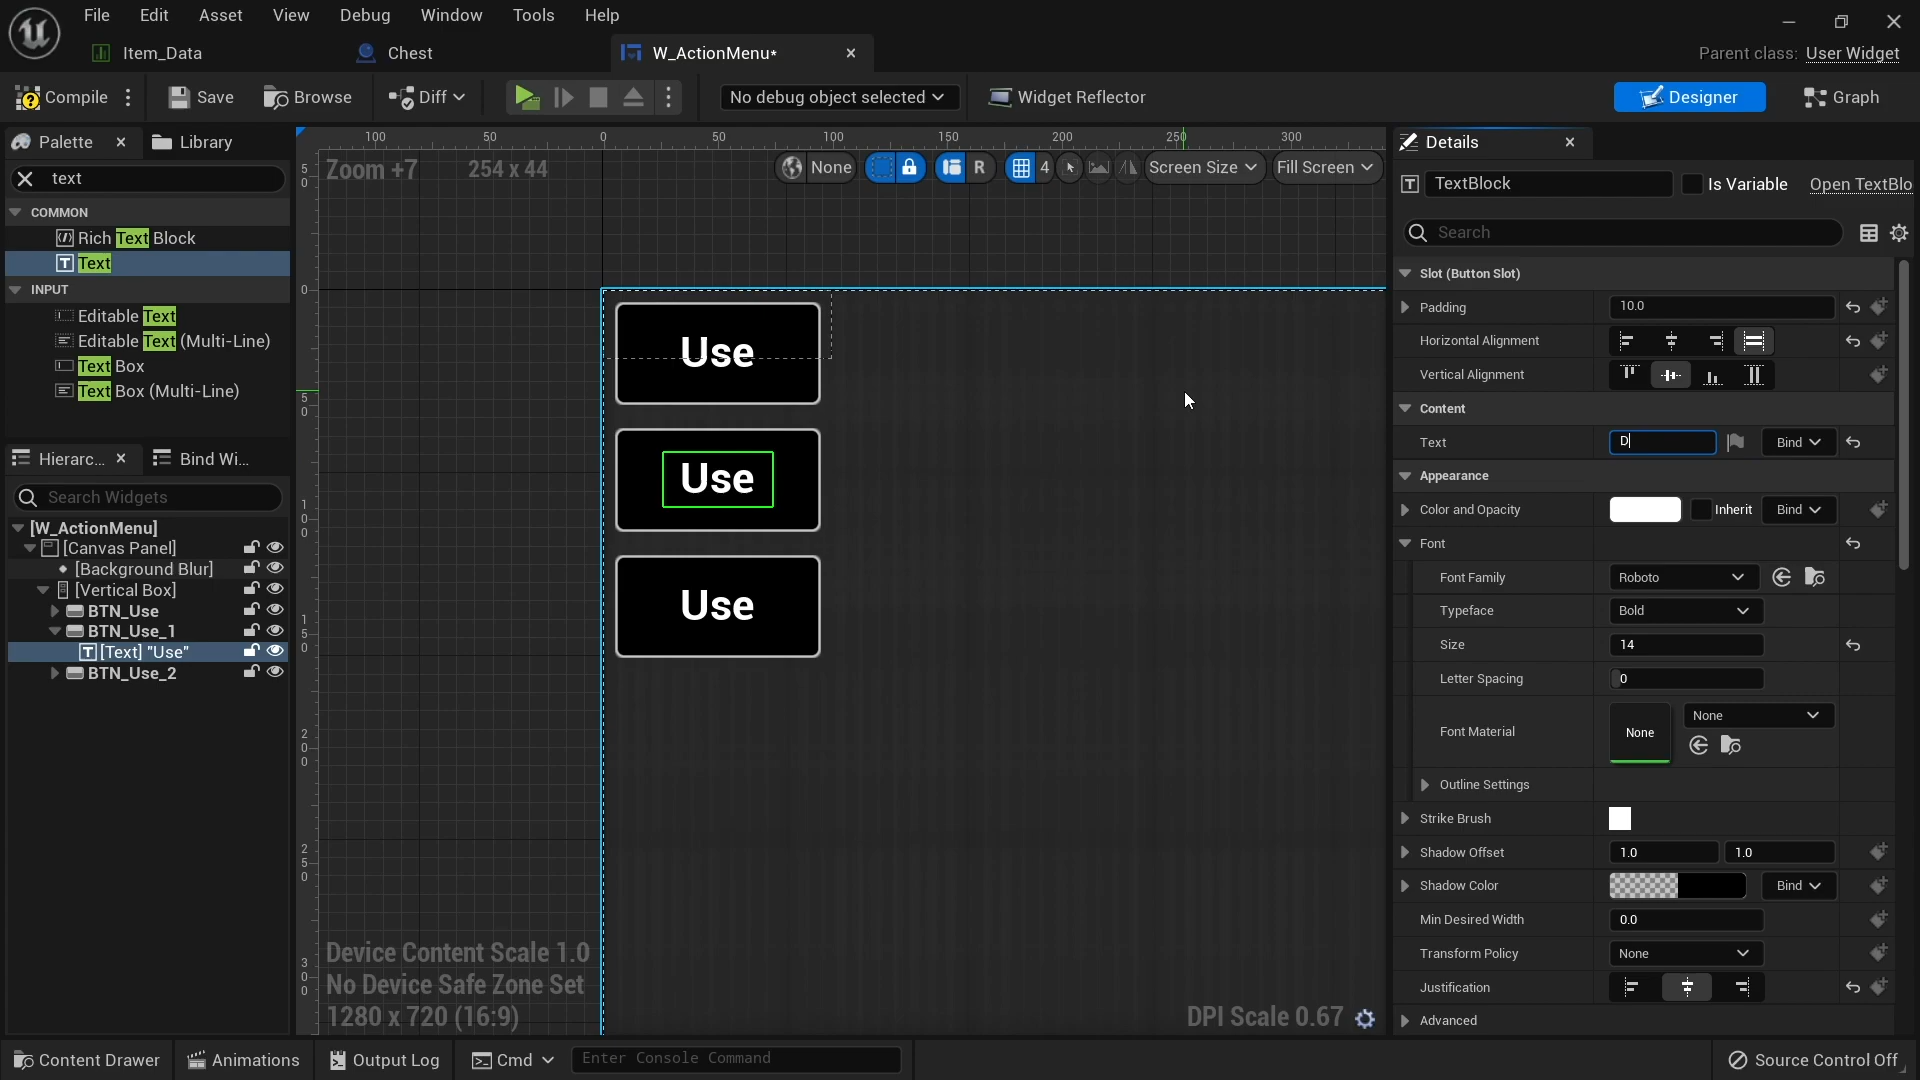 File Edit Asset View Debug Window Tools Help
Item_Data Chest W_ActionMenu* Parent class: User Widget
Compile Save Browse Diff No debug object selected Widget Reflector Designer Graph
Palette Library
text
COMMON
Rich Text Block
Text
INPUT
Editable Text
Editable Text (Multi-Line)
Text Box
Text Box (Multi-Line)
Hierarc... Bind Wi...
Search Widgets
[W_ActionMenu]
[Canvas Panel]
[Background Blur]
[Vertical Box]
BTN_Use
BTN_Use_1
[Text] "Use"
BTN_Use_2
100 50 0 50 100 150 200 250 300
Zoom +7 254 x 44 None R 4 Screen Size Fill Screen
50
0
50
100
150
200
250
300
Use
Use
Use
Device Content Scale 1.0
No Device Safe Zone Set
1280 x 720 (16:9)
DPI Scale 0.67
Details
TextBlock Is Variable Open TextBlo
Search
Slot (Button Slot)
Padding 10.0
Horizontal Alignment
Vertical Alignment
Content
Text D Bind
Appearance
Color and Opacity Inherit Bind
Font
Font Family Roboto
Typeface Bold
Size 14
Letter Spacing 0
Font Material None None
Outline Settings
Strike Brush
Shadow Offset 1.0 1.0
Shadow Color Bind
Min Desired Width 0.0
Transform Policy None
Justification
Advanced
Content Drawer Animations Output Log Cmd Enter Console Command Source Control Off